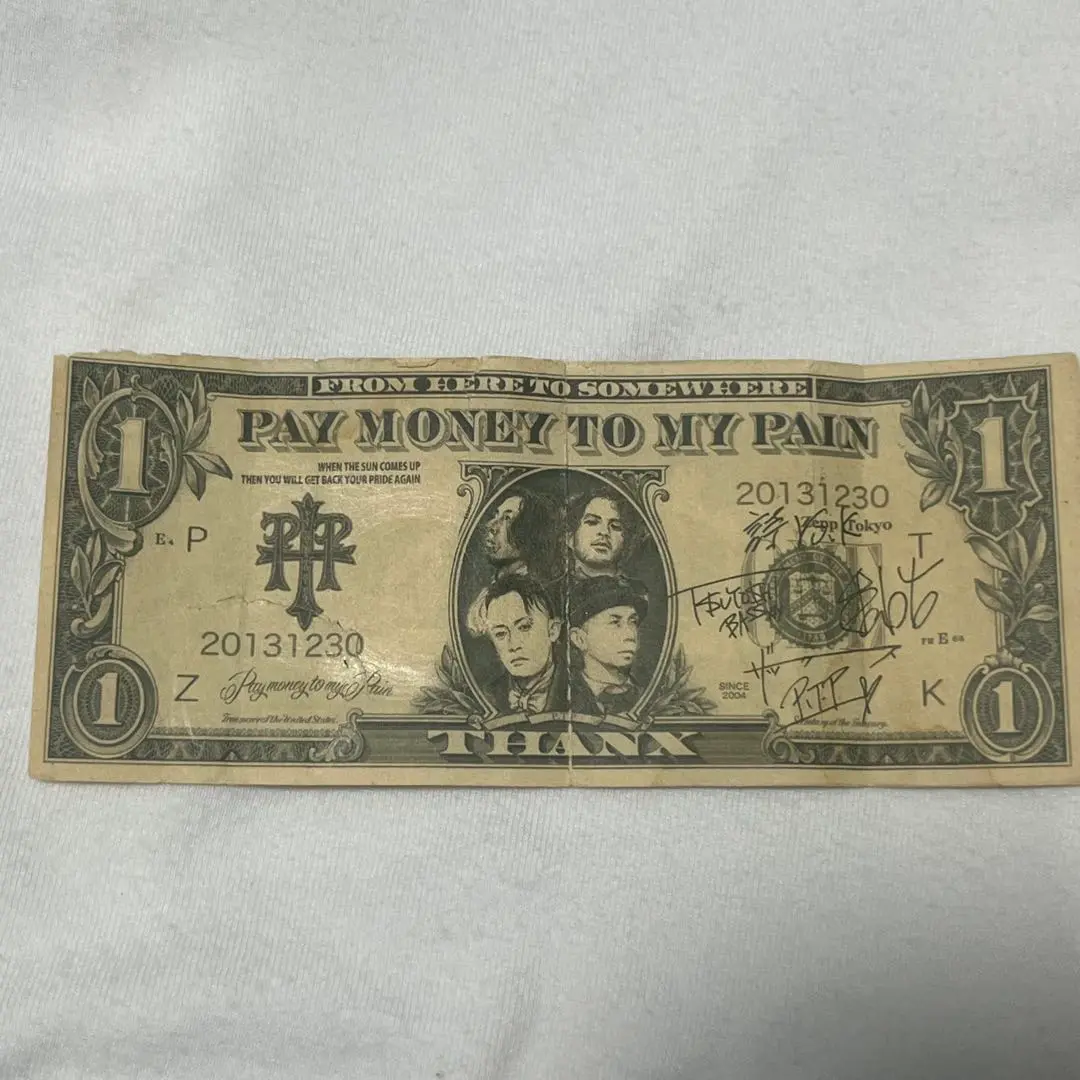 FROM HERE TO SOMEWHERE
PAY MONEY TO MY PAIN
1
1
WHEN THE SUN COMES UP
THEN YOU WILL GET BACK YOUR PRIDE AGAIN
20131230
Zepp Tokyo
E4 P
T
20131230
TSUYOSHI
BASS
Z
Pay money to my Pain
SINCE
2004
P.T.P
K
1
1
THANX